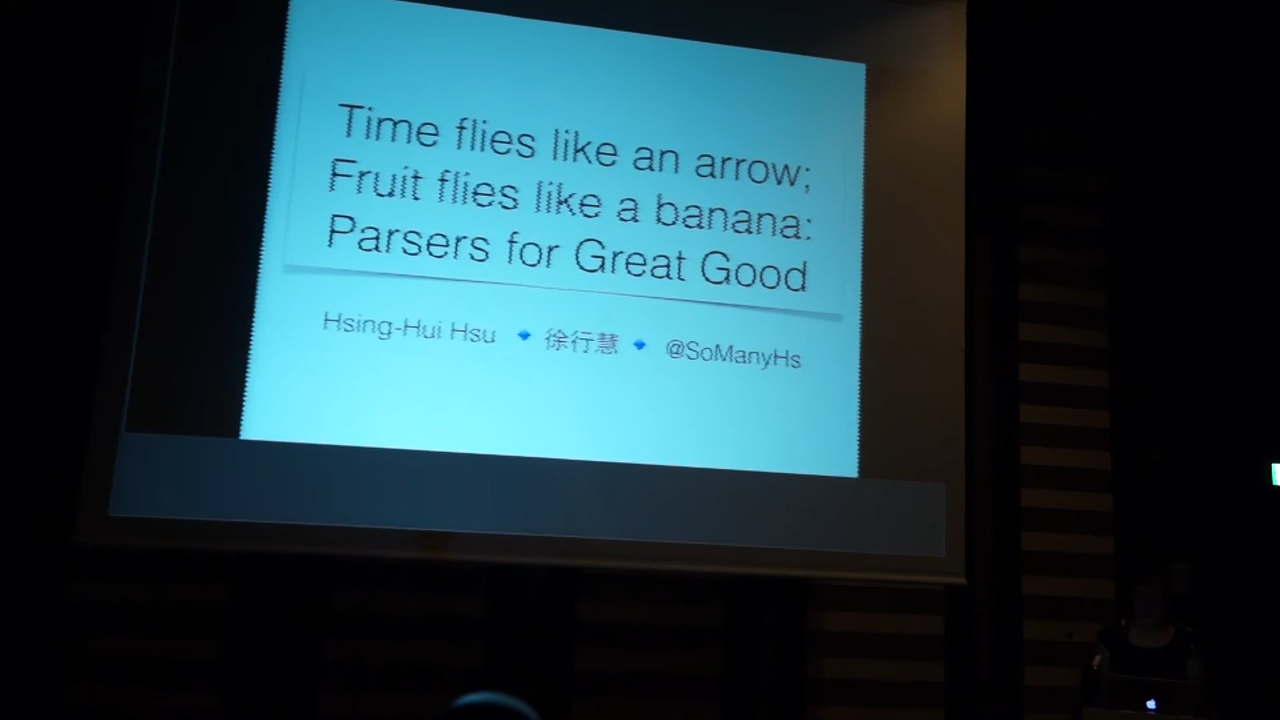 Time flies like an arrow;
Fruit flies like a banana:
Parsers for Great Good
Hsing-Hui Hsu 🔹 徐行慧 🔹 @SoManyHs